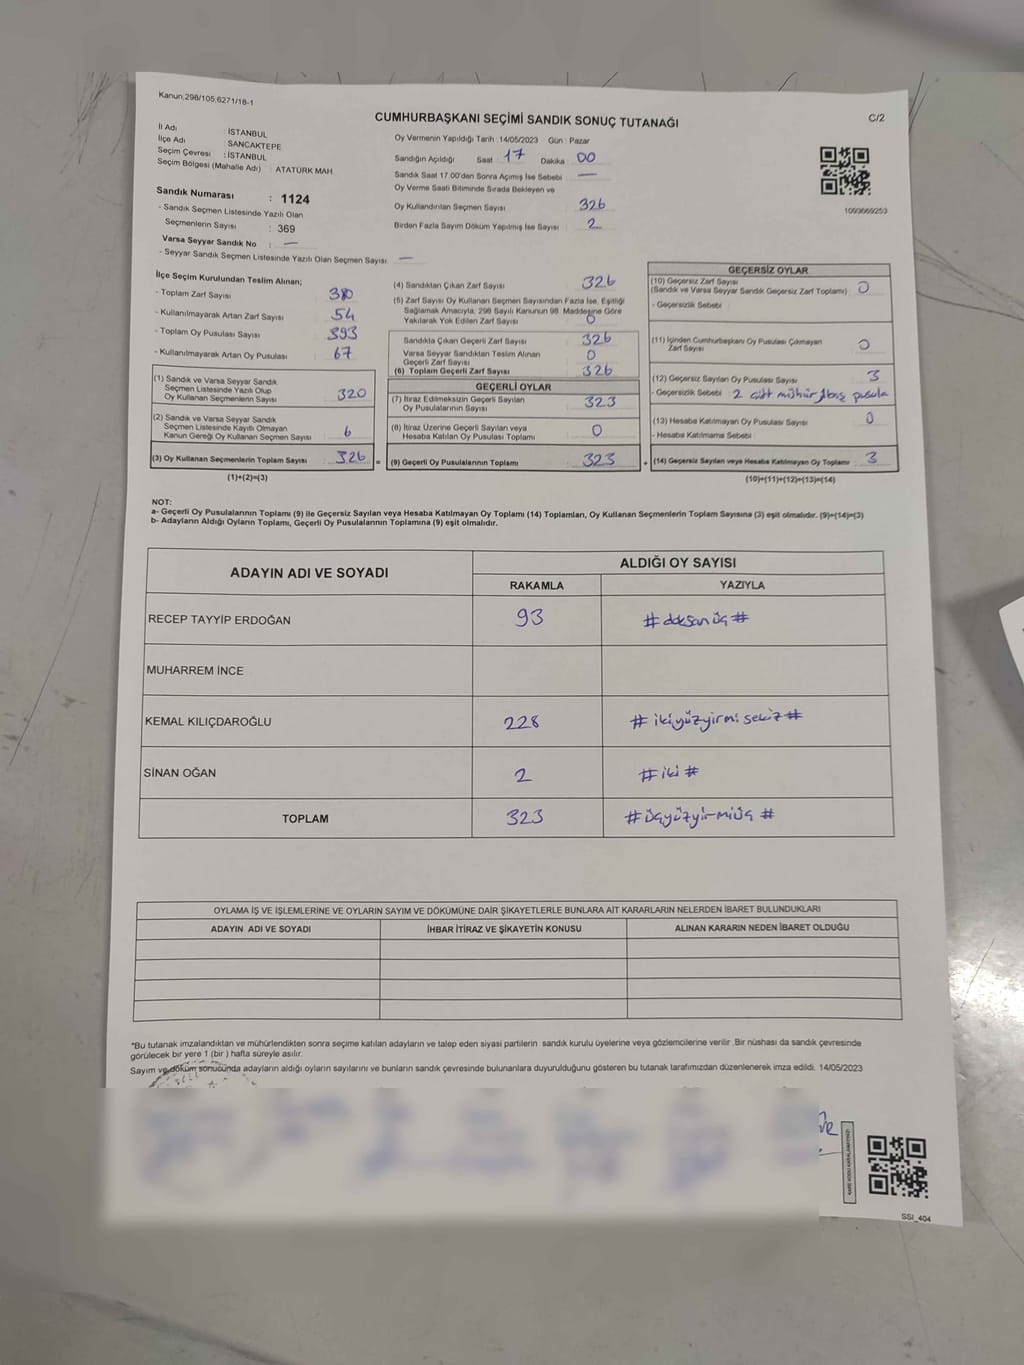 Kanun;298/105,6271/18-1
CUMHURBAŞKANI SEÇİMİ SANDIK SONUÇ TUTANAĞI
C/2
İl Adı : İSTANBUL
İlçe Adı : SANCAKTEPE
Seçim Çevresi : İSTANBUL
Seçim Bölgesi (Mahalle Adı) : ATATÜRK MAH.
Sandık Numarası : 1124
- Sandık Seçmen Listesinde Yazılı Olan
Seçmenlerin Sayısı : 369
Varsa Seyyar Sandık No : —
- Seyyar Sandık Seçmen Listesinde Yazılı Olan Seçmen Sayısı: —
Oy Vermenin Yapıldığı Tarih : 14/05/2023 Gün : Pazar
Sandığın Açıldığı Saat : 17 Dakika : 00
Sandık Saat 17.00'den Sonra Açımış İse Sebebi : —
Oy Verme Saati Bitiminde Sırada Bekleyen ve
Oy Kullandırılan Seçmen Sayısı : 326
Birden Fazla Sayım Döküm Yapılmış İse Sayısı : 2
1093669253
İlçe Seçim Kurulundan Teslim Alınan;
- Toplam Zarf Sayısı : 380
- Kullanılmayarak Artan Zarf Sayısı : 54
- Toplam Oy Pusulası Sayısı : 393
- Kullanılmayarak Artan Oy Pusulası : 67
(1) Sandık ve Varsa Seyyar Sandık
Seçmen Listesinde Yazılı Olup
Oy Kullanan Seçmenlerin Sayısı : 320
(2) Sandık ve Varsa Seyyar Sandık
Seçmen Listesinde Kayıtlı Olmayan
Kanun Gereği Oy Kullanan Seçmen Sayısı : 6
(3) Oy Kullanan Seçmenlerin Toplam Sayısı : 326 =
(1)+(2)=(3)
(4) Sandıktan Çıkan Zarf Sayısı : 326
(5) Zarf Sayısı Oy Kullanan Seçmen Sayısından Fazla İse, Eşitliği
Sağlamak Amacıyla, 298 Sayılı Kanunun 98. Maddesine Göre
Yakılarak Yok Edilen Zarf Sayısı : 0
Sandıkta Çıkan Geçerli Zarf Sayısı : 326
Varsa Seyyar Sandıktan Teslim Alınan
Geçerli Zarf Sayısı : 0
(6) Toplam Geçerli Zarf Sayısı : 326
GEÇERLİ OYLAR
(7) İtiraz Edilmeksizin Geçerli Sayılan
Oy Pusulalarının Sayısı : 323
(8) İtiraz Üzerine Geçerli Sayılan veya
Hesaba Katılan Oy Pusulası Toplamı : 0
(9) Geçerli Oy Pusulalarının Toplamı : 323 +
GEÇERSİZ OYLAR
(10) Geçersiz Zarf Sayısı
(Sandık ve Varsa Seyyar Sandık Geçersiz Zarf Toplamı) : 0
- Geçersizlik Sebebi :
(11) İçinden Cumhurbaşkanı Oy Pusulası Çıkmayan
Zarf Sayısı : 0
(12) Geçersiz Sayılan Oy Pusulası Sayısı : 3
- Geçersizlik Sebebi : 2 çift mühür, 1 boş pusula
(13) Hesaba Katılmayan Oy Pusulası Sayısı : 0
- Hesaba Katılmama Sebebi :
(14) Geçersiz Sayılan veya Hesaba Katılmayan Oy Toplamı : 3
(10)+(11)+(12)+(13)=(14)
NOT:
a- Geçerli Oy Pusulalarının Toplamı (9) ile Geçersiz Sayılan veya Hesaba Katılmayan Oy Toplamı (14) Toplamları, Oy Kullanan Seçmenlerin Toplam Sayısına (3) eşit olmalıdır. (9)+(14)=(3)
b- Adayların Aldığı Oyların Toplamı, Geçerli Oy Pusulalarının Toplamına (9) eşit olmalıdır.
ADAYIN ADI VE SOYADI
ALDIĞI OY SAYISI
RAKAMLA YAZIYLA
RECEP TAYYİP ERDOĞAN 93 # doksanüç #
MUHARREM İNCE
KEMAL KILIÇDAROĞLU 228 # ikiyüzyirmi sekiz #
SİNAN OĞAN 2 # iki #
TOPLAM 323 # üçyüzyirmiüç #
OYLAMA İŞ VE İŞLEMLERİNE VE OYLARIN SAYIM VE DÖKÜMÜNE DAİR ŞİKAYETLERLE BUNLARA AİT KARARLARIN NELERDEN İBARET BULUNDUKLARI
ADAYIN ADI VE SOYADI İHBAR İTİRAZ VE ŞİKAYETİN KONUSU ALINAN KARARIN NEDEN İBARET OLDUĞU
*Bu tutanak imzalandıktan ve mühürlendikten sonra seçime katılan adayların ve talep eden siyasi partilerin sandık kurulu üyelerine veya gözlemcilerine verilir .Bir nüshası da sandık çevresinde
görülecek bir yere 1 (bir ) hafta süreyle asılır.
Sayım ve döküm sonucunda adayların aldığı oyların sayılarını ve bunların sandık çevresinde bulunanlara duyurulduğunu gösteren bu tutanak tarafımızdan düzenlenerek imza edildi. 14/05/2023
SSI_404